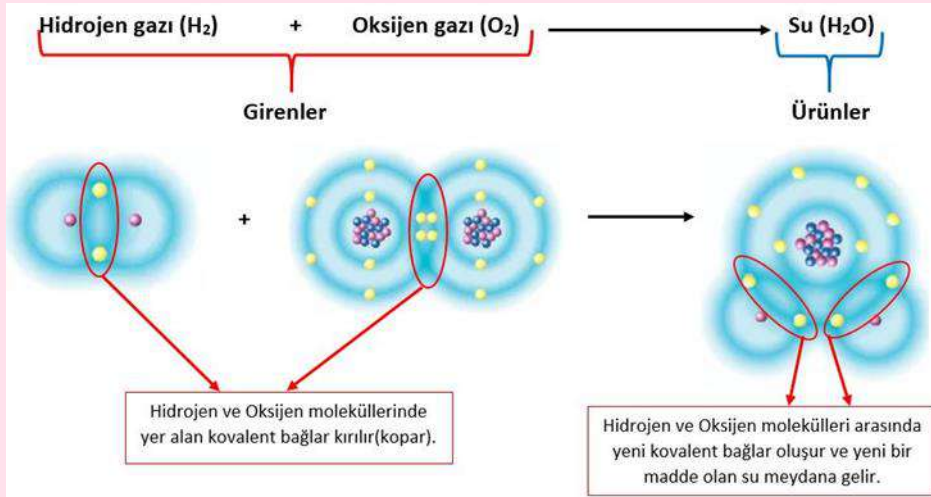 Hidrojen gazı (H₂) + Oksijen gazı (O₂) Su (H₂O)
Girenler Ürünler
+
Hidrojen ve Oksijen moleküllerinde
yer alan kovalent bağlar kırılır(kopar).
Hidrojen ve Oksijen molekülleri arasında
yeni kovalent bağlar oluşur ve yeni bir
madde olan su meydana gelir.